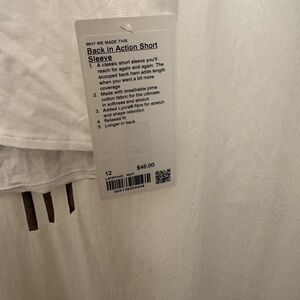 WHY WE MADE THIS
Back in Action Short
Sleeve
1. A classic short sleeve you'll
reach for again and again. The
scooped back hem adds length
when you want a bit more
coverage
2. Made with breathable pima
cotton fabric for the ultimate
in softness and stretch
3. Added Lycra® fibre for stretch
and shape retention
4. Relaxed fit
5. Longer in back
12 $48.00
WHT